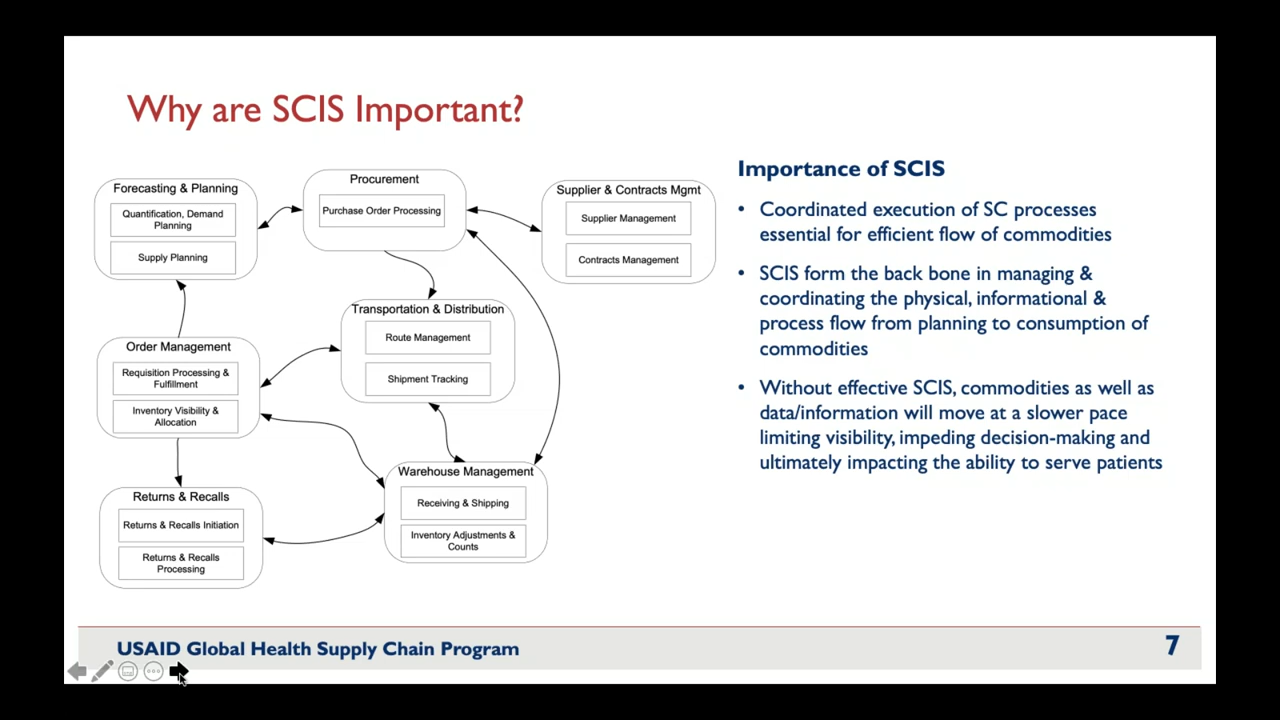 Why are SCIS Important?
Forecasting & Planning
Quantification, Demand
Planning
Supply Planning
Procurement
Purchase Order Processing
Supplier & Contracts Mgmt
Supplier Management
Contracts Management
Transportation & Distribution
Route Management
Shipment Tracking
Order Management
Requisition Processing &
Fulfillment
Inventory Visibility &
Allocation
Warehouse Management
Receiving & Shipping
Inventory Adjustments &
Counts
Returns & Recalls
Returns & Recalls Initiation
Returns & Recalls
Processing
Importance of SCIS
• Coordinated execution of SC processes
essential for efficient flow of commodities
• SCIS form the back bone in managing &
coordinating the physical, informational &
process flow from planning to consumption of
commodities
• Without effective SCIS, commodities as well as
data/information will move at a slower pace
limiting visibility, impeding decision-making and
ultimately impacting the ability to serve patients
USAID Global Health Supply Chain Program
7